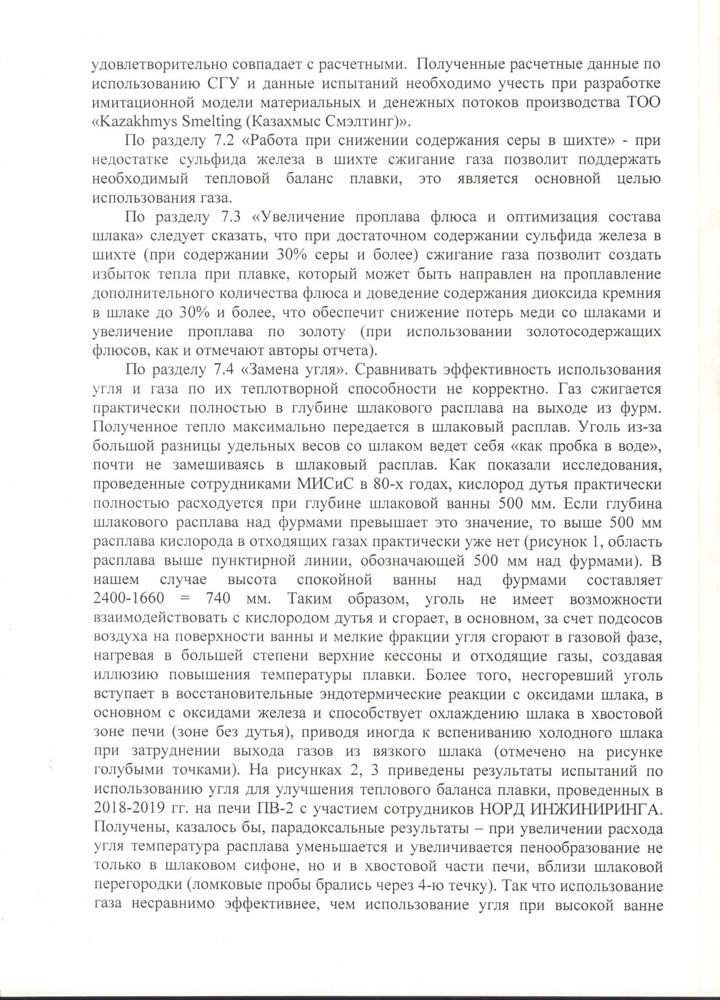 удовлетворительно совпадает с расчетными. Полученные расчетные данные по
использованию СГУ и данные испытаний необходимо учесть при разработке
имитационной модели материальных и денежных потоков производства ТОО
«Kazakhmys Smelting (Казахмыс Смэлтинг)».
По разделу 7.2 «Работа при снижении содержания серы в шихте» - при
недостатке сульфида железа в шихте сжигание газа позволит поддержать
необходимый тепловой баланс плавки, это является основной целью
использования газа.
По разделу 7.3 «Увеличение проплава флюса и оптимизация состава
шлака» следует сказать, что при достаточном содержании сульфида железа в
шихте (при содержании 30% серы и более) сжигание газа позволит создать
избыток тепла при плавке, который может быть направлен на проплавление
дополнительного количества флюса и доведение содержания диоксида кремния
в шлаке до 30% и более, что обеспечит снижение потерь меди со шлаками и
увеличение проплава по золоту (при использовании золотосодержащих
флюсов, как и отмечают авторы отчета).
По разделу 7.4 «Замена угля». Сравнивать эффективность использования
угля и газа по их теплотворной способности не корректно. Газ сжигается
практически полностью в глубине шлакового расплава на выходе из фурм.
Полученное тепло максимально передается в шлаковый расплав. Уголь из-за
большой разницы удельных весов со шлаком ведет себя «как пробка в воде»,
почти не замешиваясь в шлаковый расплав. Как показали исследования,
проведенные сотрудниками МИСиС в 80-х годах, кислород дутья практически
полностью расходуется при глубине шлаковой ванны 500 мм. Если глубина
шлакового расплава над фурмами превышает это значение, то выше 500 мм
расплава кислорода в отходящих газах практически уже нет (рисунок 1, область
расплава выше пунктирной линии, обозначающей 500 мм над фурмами). В
нашем случае высота спокойной ванны над фурмами составляет
2400-1660 = 740 мм. Таким образом, уголь не имеет возможности
взаимодействовать с кислородом дутья и сгорает, в основном, за счет подсосов
воздуха на поверхности ванны и мелкие фракции угля сгорают в газовой фазе,
нагревая в большей степени верхние кессоны и отходящие газы, создавая
иллюзию повышения температуры плавки. Более того, несгоревший уголь
вступает в восстановительные эндотермические реакции с оксидами шлака, в
основном с оксидами железа и способствует охлаждению шлака в хвостовой
зоне печи (зоне без дутья), приводя иногда к вспениванию холодного шлака
при затруднении выхода газов из вязкого шлака (отмечено на рисунке
голубыми точками). На рисунках 2, 3 приведены результаты испытаний по
использованию угля для улучшения теплового баланса плавки, проведенных в
2018-2019 гг. на печи ПВ-2 с участием сотрудников НОРД ИНЖИНИРИНГА.
Получены, казалось бы, парадоксальные результаты – при увеличении расхода
угля температура расплава уменьшается и увеличивается пенообразование не
только в шлаковом сифоне, но и в хвостовой части печи, вблизи шлаковой
перегородки (ломковые пробы брались через 4-ю течку). Так что использование
газа несравнимо эффективнее, чем использование угля при высокой ванне